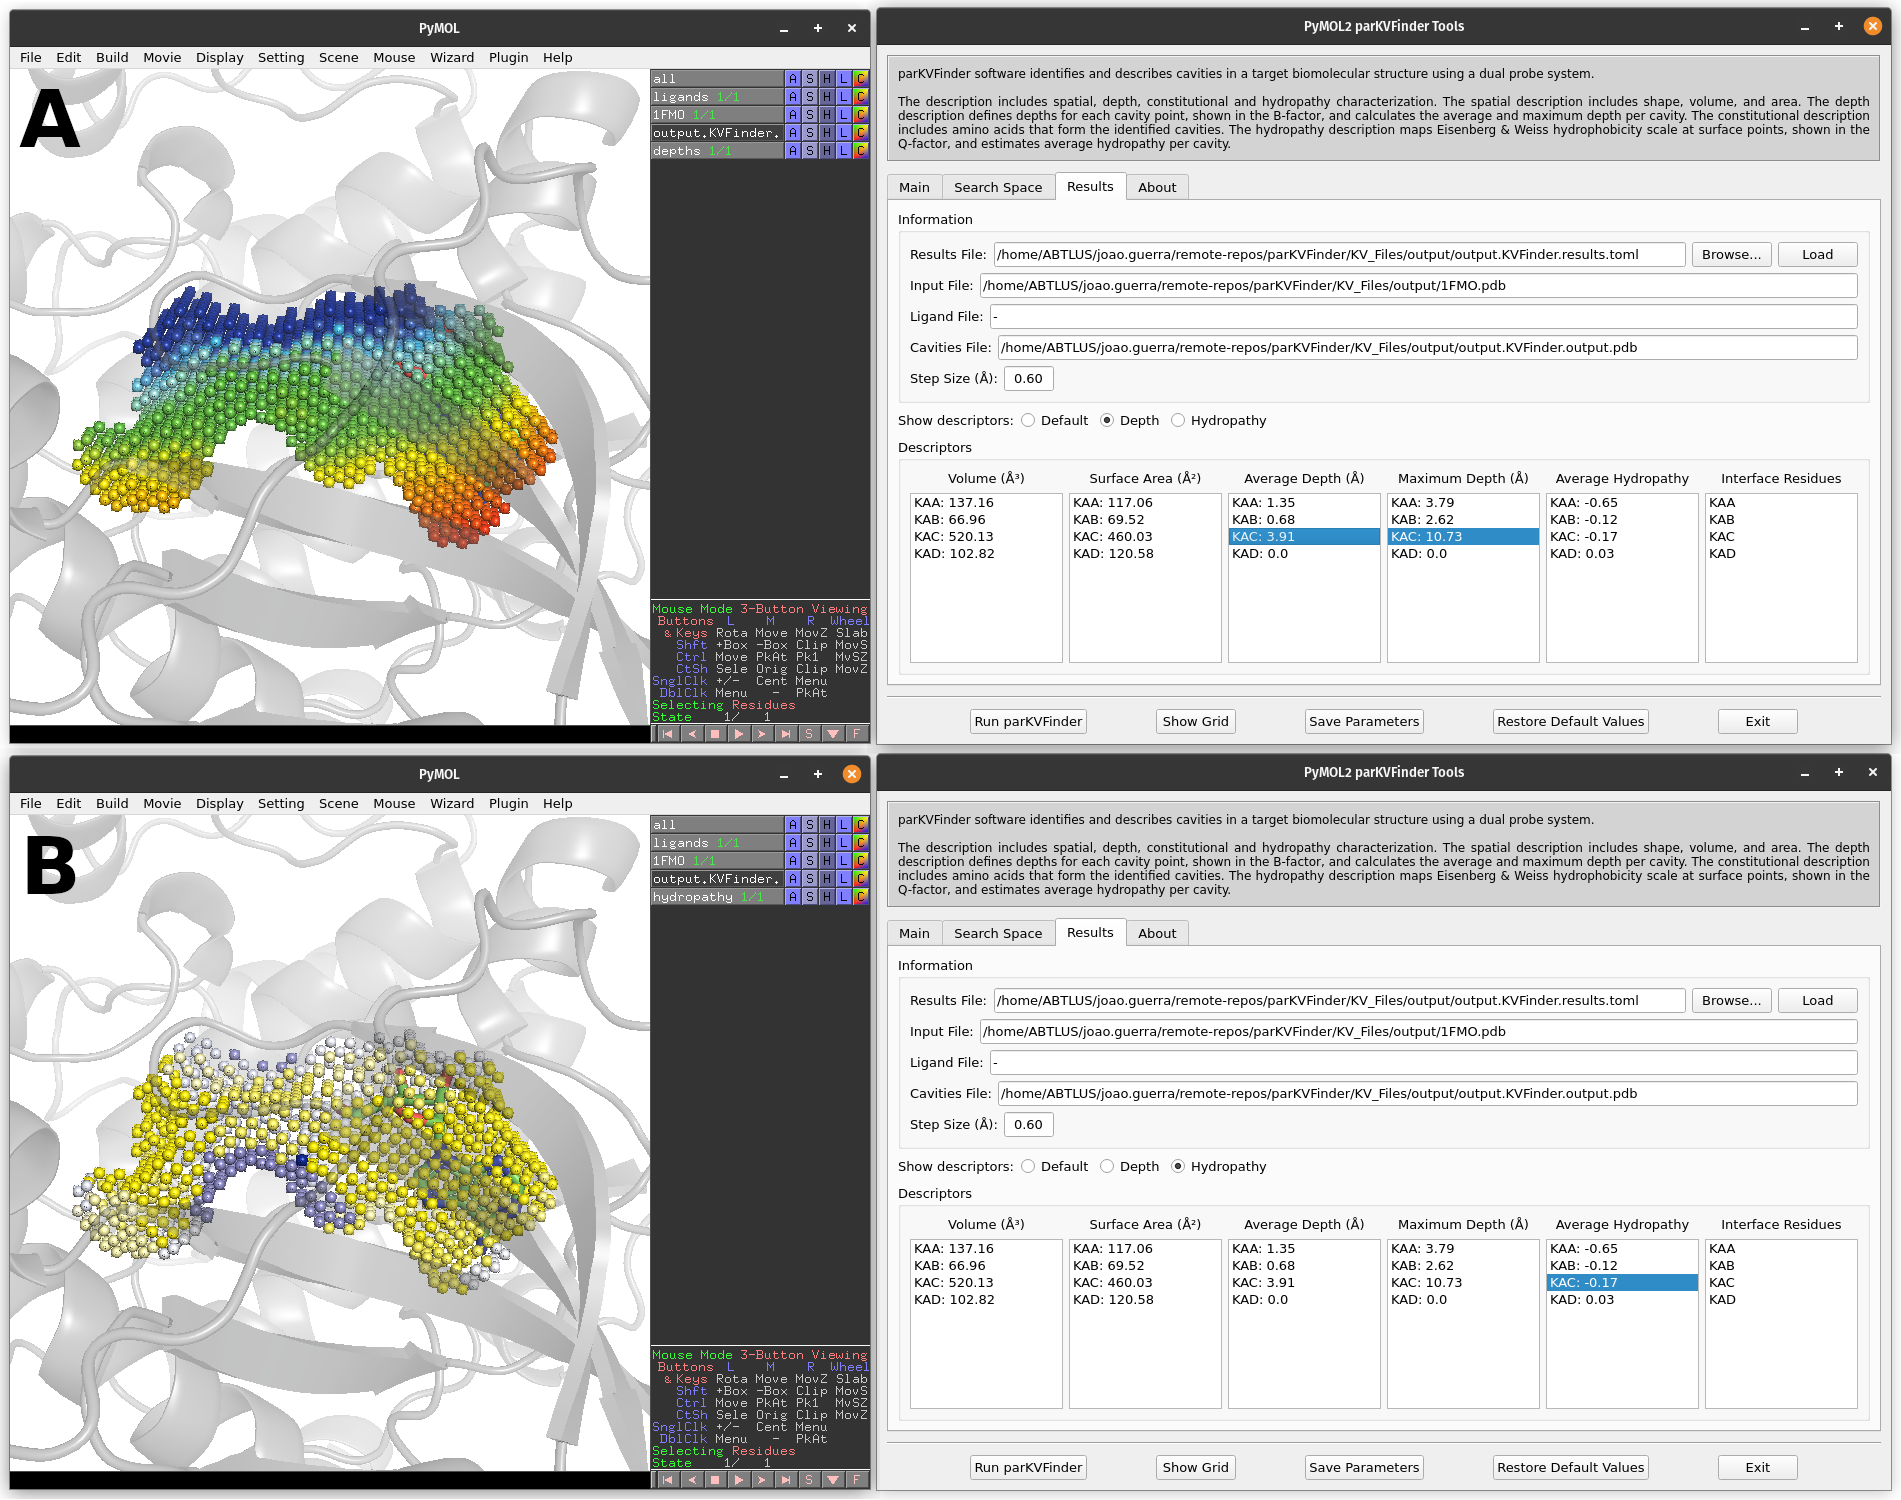 PyMOL
File Edit Build Movie Display Setting Scene Mouse Wizard Plugin Help
A
all A S H L C
ligands 1/1 A S H L C
1FMO 1/1 A S H L C
output.KVFinder. A S H L C
depths 1/1 A S H L C
Mouse Mode 3-Button Viewing
Buttons L M R Wheel
& Keys Rota Move MovZ Slab
Shft +Box -Box Clip MovS
Ctrl Move PkAt Pk1 MvSZ
CtSh Sele Orig Clip MovZ
SnglClk +/- Cent Menu
DblClk Menu - PkAt
Selecting Residues
State 1/ 1
S F
PyMOL2 parKVFinder Tools
parKVFinder software identifies and describes cavities in a target biomolecular structure using a dual probe system.
The description includes spatial, depth, constitutional and hydropathy characterization. The spatial description includes shape, volume, and area. The depth
description defines depths for each cavity point, shown in the B-factor, and calculates the average and maximum depth per cavity. The constitutional description
includes amino acids that form the identified cavities. The hydropathy description maps Eisenberg & Weiss hydrophobicity scale at surface points, shown in the
Q-factor, and estimates average hydropathy per cavity.
Main Search Space Results About
Information
Results File: /home/ABTLUS/joao.guerra/remote-repos/parKVFinder/KV_Files/output/output.KVFinder.results.toml Browse... Load
Input File: /home/ABTLUS/joao.guerra/remote-repos/parKVFinder/KV_Files/output/1FMO.pdb
Ligand File: -
Cavities File: /home/ABTLUS/joao.guerra/remote-repos/parKVFinder/KV_Files/output/output.KVFinder.output.pdb
Step Size (Å): 0.60
Show descriptors: Default Depth Hydropathy
Descriptors
Volume (Å³) Surface Area (Å²) Average Depth (Å) Maximum Depth (Å) Average Hydropathy Interface Residues
KAA: 137.16 KAA: 117.06 KAA: 1.35 KAA: 3.79 KAA: -0.65 KAA
KAB: 66.96 KAB: 69.52 KAB: 0.68 KAB: 2.62 KAB: -0.12 KAB
KAC: 520.13 KAC: 460.03 KAC: 3.91 KAC: 10.73 KAC: -0.17 KAC
KAD: 102.82 KAD: 120.58 KAD: 0.0 KAD: 0.0 KAD: 0.03 KAD
Run parKVFinder Show Grid Save Parameters Restore Default Values Exit
PyMOL
File Edit Build Movie Display Setting Scene Mouse Wizard Plugin Help
B
all A S H L C
ligands 1/1 A S H L C
1FMO 1/1 A S H L C
output.KVFinder. A S H L C
hydropathy 1/1 A S H L C
Mouse Mode 3-Button Viewing
Buttons L M R Wheel
& Keys Rota Move MovZ Slab
Shft +Box -Box Clip MovS
Ctrl Move PkAt Pk1 MvSZ
CtSh Sele Orig Clip MovZ
SnglClk +/- Cent Menu
DblClk Menu - PkAt
Selecting Residues
State 1/ 1
S F
PyMOL2 parKVFinder Tools
parKVFinder software identifies and describes cavities in a target biomolecular structure using a dual probe system.
The description includes spatial, depth, constitutional and hydropathy characterization. The spatial description includes shape, volume, and area. The depth
description defines depths for each cavity point, shown in the B-factor, and calculates the average and maximum depth per cavity. The constitutional description
includes amino acids that form the identified cavities. The hydropathy description maps Eisenberg & Weiss hydrophobicity scale at surface points, shown in the
Q-factor, and estimates average hydropathy per cavity.
Main Search Space Results About
Information
Results File: /home/ABTLUS/joao.guerra/remote-repos/parKVFinder/KV_Files/output/output.KVFinder.results.toml Browse... Load
Input File: /home/ABTLUS/joao.guerra/remote-repos/parKVFinder/KV_Files/output/1FMO.pdb
Ligand File: -
Cavities File: /home/ABTLUS/joao.guerra/remote-repos/parKVFinder/KV_Files/output/output.KVFinder.output.pdb
Step Size (Å): 0.60
Show descriptors: Default Depth Hydropathy
Descriptors
Volume (Å³) Surface Area (Å²) Average Depth (Å) Maximum Depth (Å) Average Hydropathy Interface Residues
KAA: 137.16 KAA: 117.06 KAA: 1.35 KAA: 3.79 KAA: -0.65 KAA
KAB: 66.96 KAB: 69.52 KAB: 0.68 KAB: 2.62 KAB: -0.12 KAB
KAC: 520.13 KAC: 460.03 KAC: 3.91 KAC: 10.73 KAC: -0.17 KAC
KAD: 102.82 KAD: 120.58 KAD: 0.0 KAD: 0.0 KAD: 0.03 KAD
Run parKVFinder Show Grid Save Parameters Restore Default Values Exit